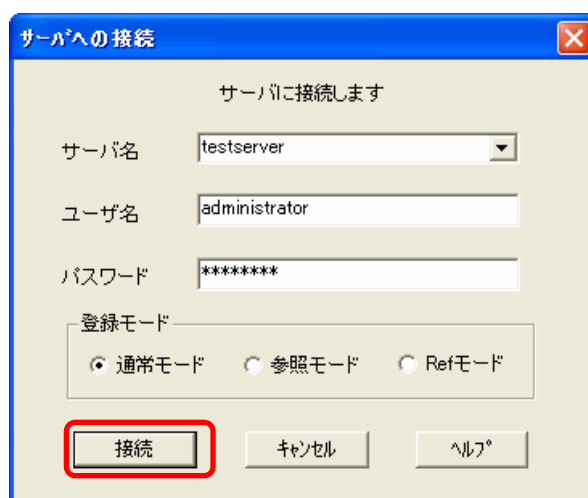 ｻｰﾊﾞへの接続
サーバに接続します
サーバ名 testserver
ユーザ名 administrator
パスワード ********
登録モード
通常モード 参照モード Refモード
接続 ｷｬﾝｾﾙ ﾍﾙﾌﾟ